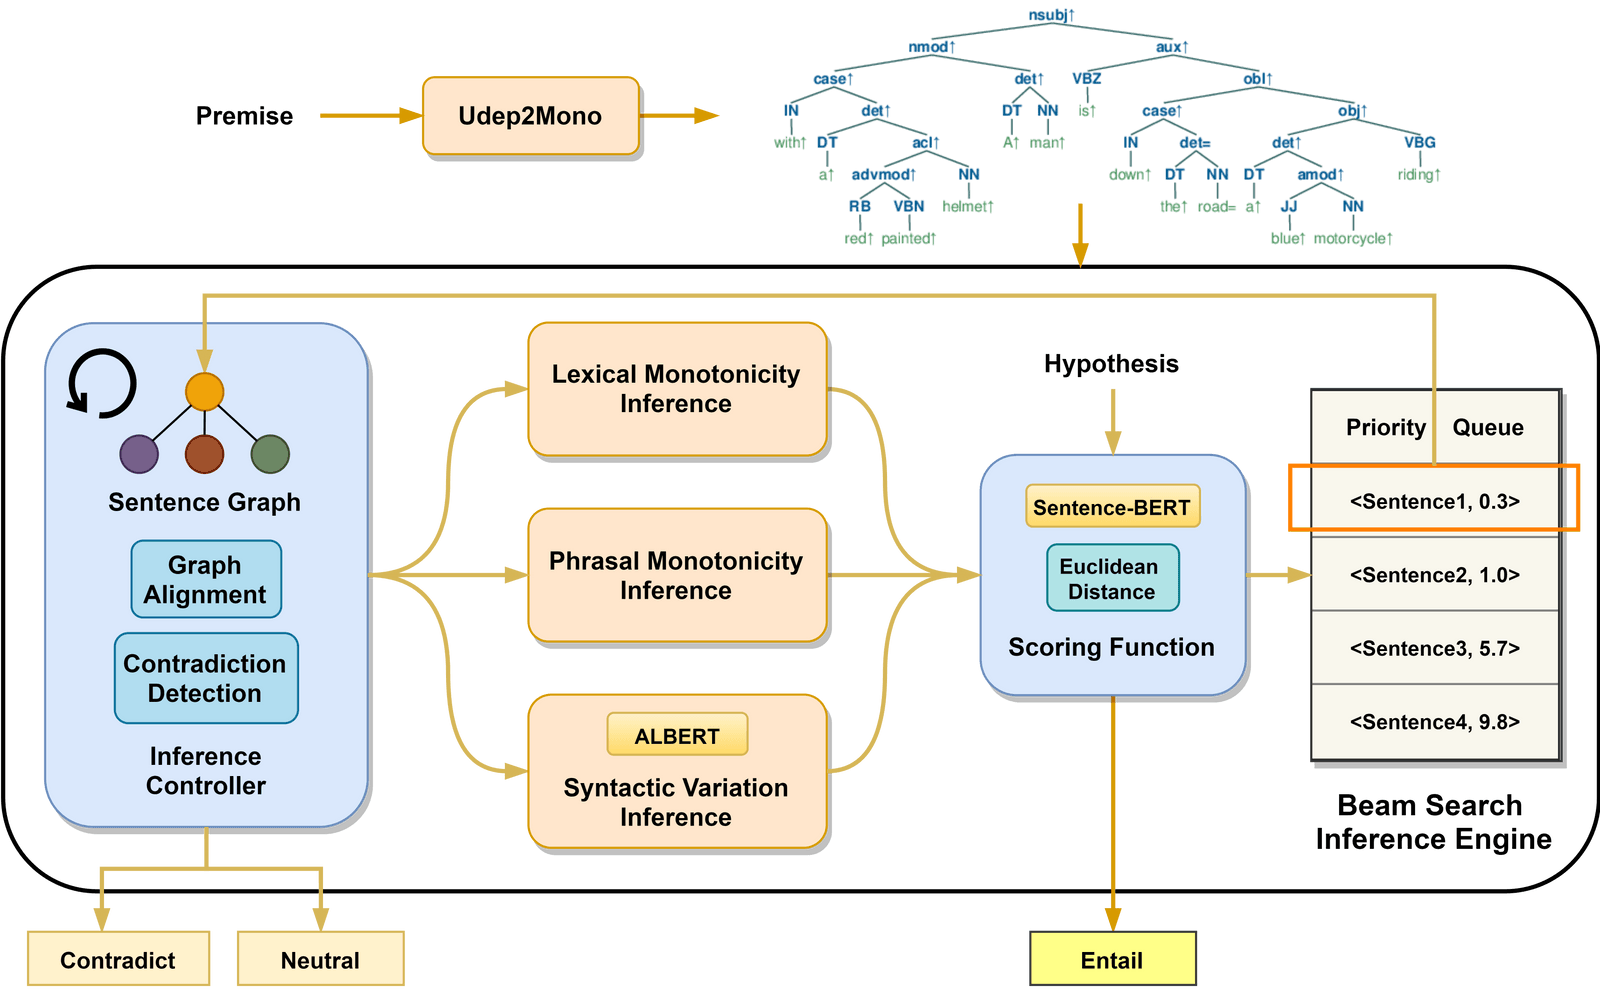 nsubj↑
nmod↑ aux↑
case↑ det↑ VBZ obl↑
Premise Udep2Mono
IN det↑ DT NN is↑ case↑ obj↑
with↑ DT acl↑ A↑ man↑ IN det= det↑ VBG
a↑ advmod↑ NN down↑ DT NN DT amod↑ riding↑
RB VBN helmet↑ the↑ road= a↑ JJ NN
red↑ painted↑ blue↑ motorcycle↑
Sentence Graph
Graph
Alignment
Contradiction
Detection
Inference
Controller
Lexical Monotonicity
Inference
Phrasal Monotonicity
Inference
ALBERT
Syntactic Variation
Inference
Hypothesis
Sentence-BERT
Euclidean
Distance
Scoring Function
Priority Queue
<Sentence1, 0.3>
<Sentence2, 1.0>
<Sentence3, 5.7>
<Sentence4, 9.8>
Beam Search
Inference Engine
Contradict
Neutral
Entail